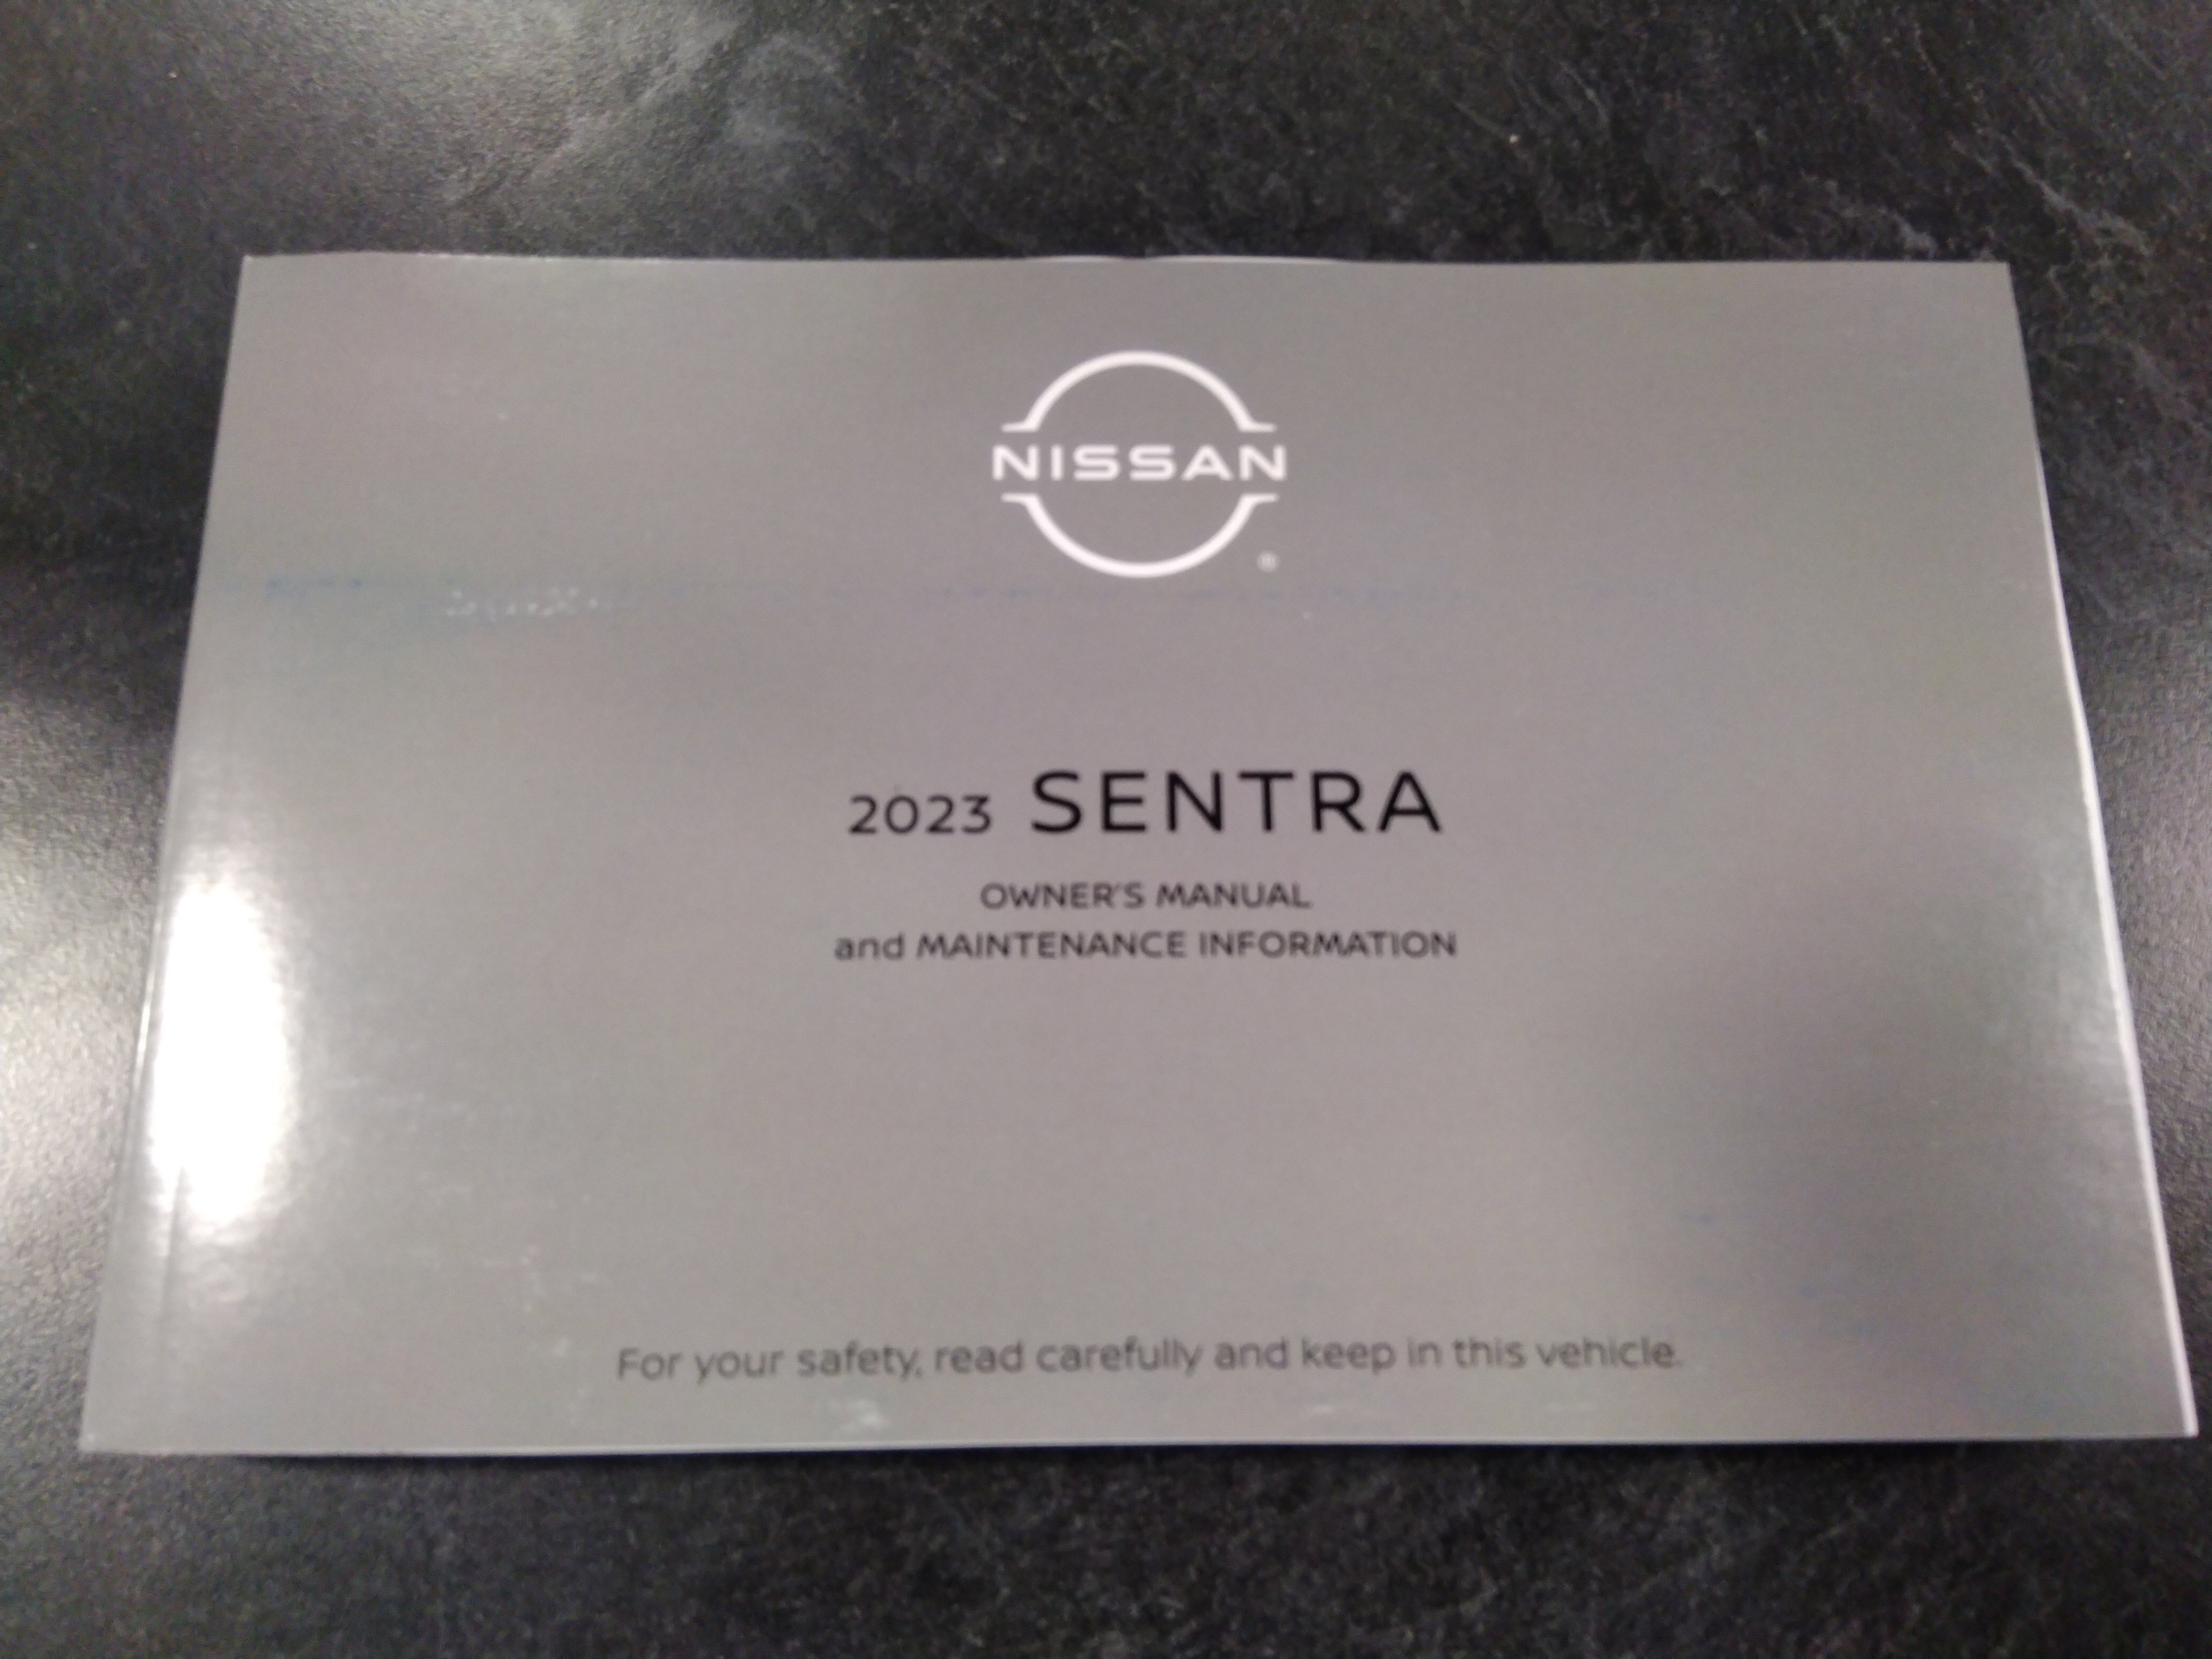 NISSAN
®
2023 SENTRA
OWNER'S MANUAL
and MAINTENANCE INFORMATION
For your safety, read carefully and keep in this vehicle.